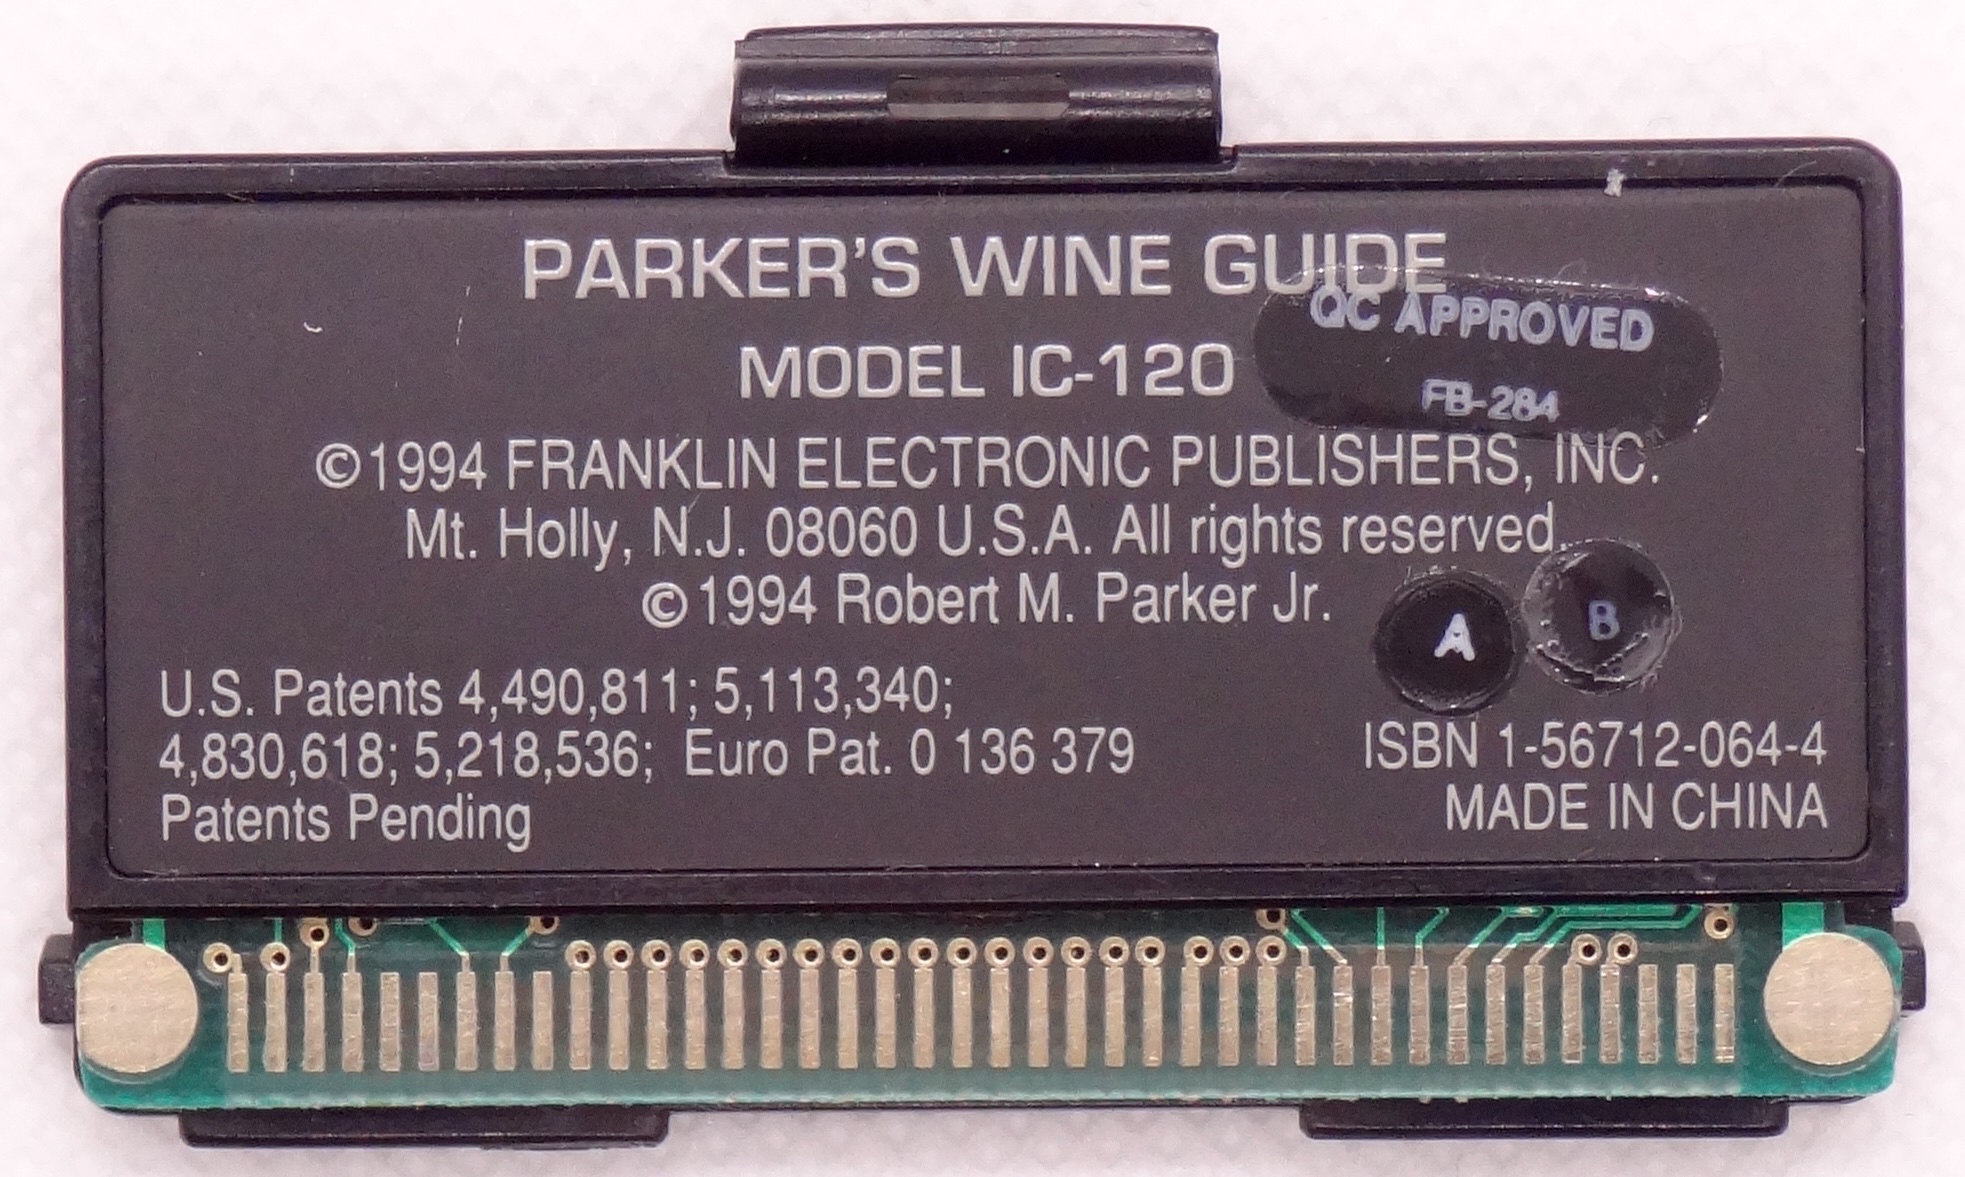 PARKER'S WINE GUIDE
QC APPROVED
MODEL IC-120
FB-284
©1994 FRANKLIN ELECTRONIC PUBLISHERS, INC.
Mt. Holly, N.J. 08060 U.S.A. All rights reserved.
©1994 Robert M. Parker Jr.
A
B
U.S. Patents 4,490,811; 5,113,340;
4,830,618; 5,218,536; Euro Pat. 0 136 379
Patents Pending
ISBN 1-56712-064-4
MADE IN CHINA